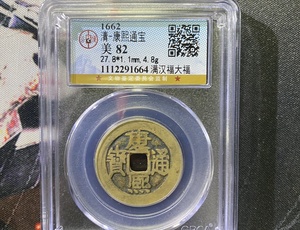 1662
清-康熙通宝
美 82
27.8*1.1mm,4.8g
1112291664 满汉福大福
康熙通寶